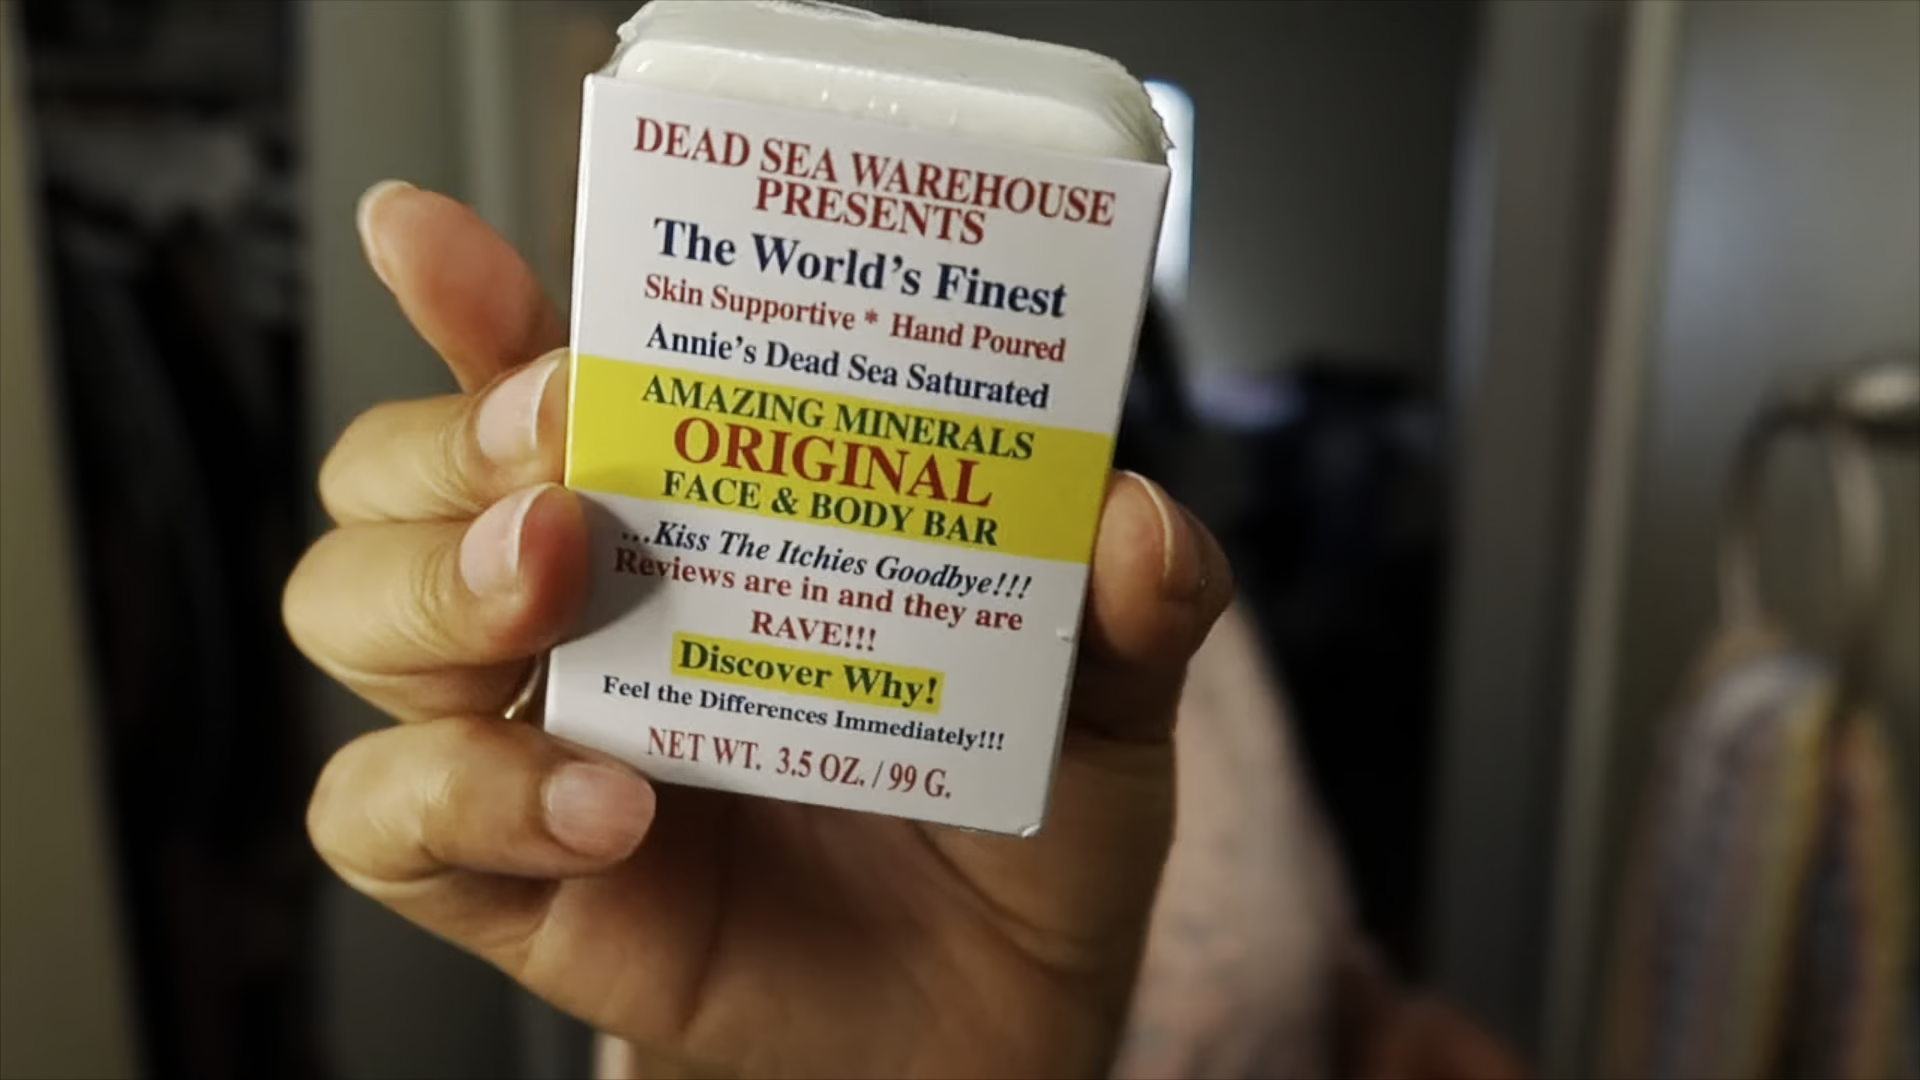 DEAD SEA WAREHOUSE
PRESENTS
The World's Finest
Skin Supportive * Hand Poured
Annie's Dead Sea Saturated
AMAZING MINERALS
ORIGINAL
FACE & BODY BAR
...Kiss The Itchies Goodbye!!!
Reviews are in and they are
RAVE!!!
Discover Why!
Feel the Differences Immediately!!!
NET WT. 3.5 OZ. / 99 G.